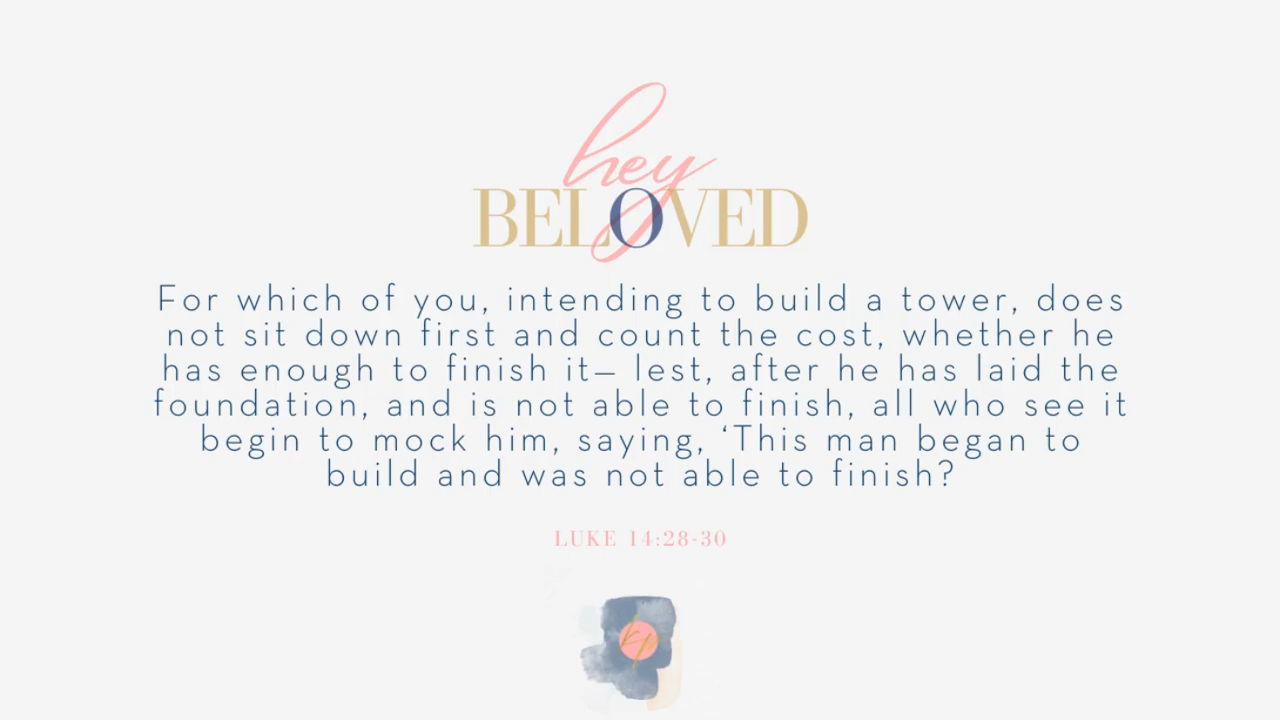 hey
BELOVED
For which of you, intending to build a tower, does
not sit down first and count the cost, whether he
has enough to finish it— lest, after he has laid the
foundation, and is not able to finish, all who see it
begin to mock him, saying, ‘This man began to
build and was not able to finish?
LUKE 14:28-30